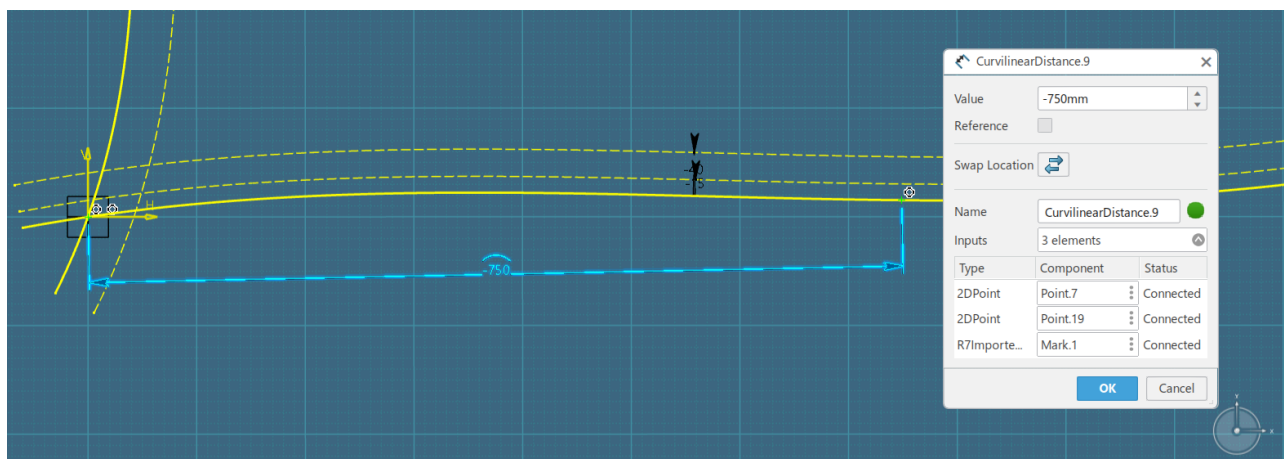 CurvilinearDistance.9
Value -750mm
Reference
Swap Location
Name CurvilinearDistance.9
Inputs 3 elements
Type Component Status
2DPoint Point.7 Connected
2DPoint Point.19 Connected
R7Importe... Mark.1 Connected
OK Cancel
V
H
-750